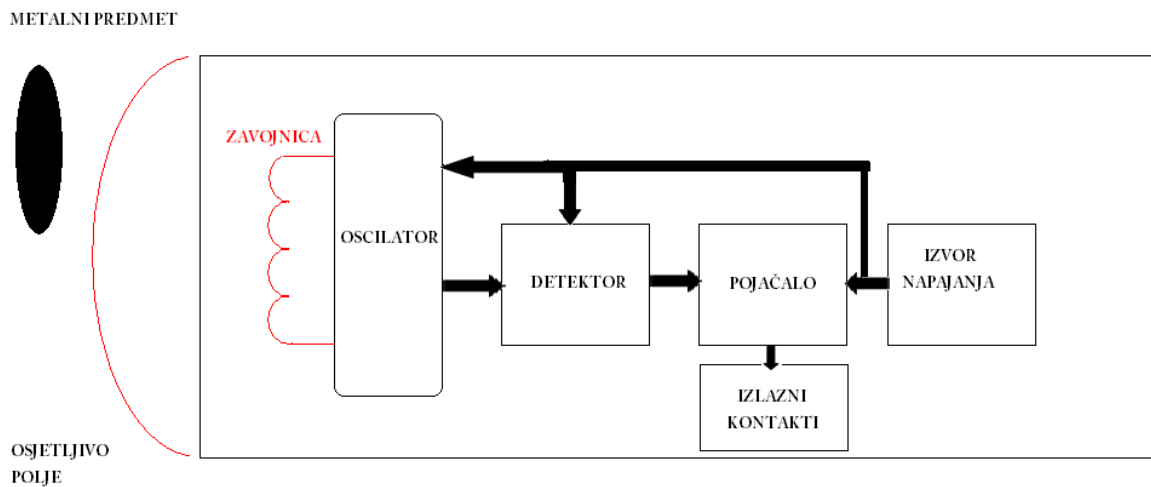 METALNI PREDMET
ZAVOJNICA
OSCILATOR
DETEKTOR
POJAČALO
IZVOR
NAPAJANJA
IZLAZNI
KONTAKTI
OSJETLJIVO
POLJE